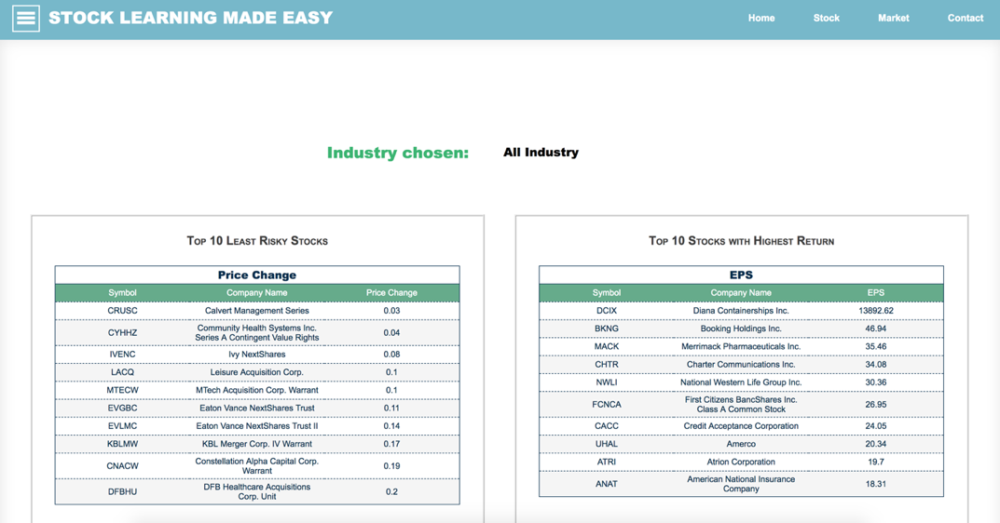 STOCK LEARNING MADE EASY
Home Stock Market Contact
Industry chosen: All Industry
Top 10 Least Risky Stocks
Price Change
Symbol Company Name Price Change
CRUSC Calvert Management Series 0.03
CYHHZ Community Health Systems Inc.
Series A Contingent Value Rights 0.04
IVENC Ivy NextShares 0.08
LACQ Leisure Acquisition Corp. 0.1
MTECW MTech Acquisition Corp. Warrant 0.1
EVGBC Eaton Vance NextShares Trust 0.11
EVLMC Eaton Vance NextShares Trust II 0.14
KBLMW KBL Merger Corp. IV Warrant 0.17
CNACW Constellation Alpha Capital Corp.
Warrant 0.19
DFBHU DFB Healthcare Acquisitions
Corp. Unit 0.2
Top 10 Stocks with Highest Return
EPS
Symbol Company Name EPS
DCIX Diana Containerships Inc. 13892.62
BKNG Booking Holdings Inc. 46.94
MACK Merrimack Pharmaceuticals Inc. 35.46
CHTR Charter Communications Inc. 34.08
NWLI National Western Life Group Inc. 30.36
FCNCA First Citizens BancShares Inc.
Class A Common Stock 26.95
CACC Credit Acceptance Corporation 24.05
UHAL Amerco 20.34
ATRI Atrion Corporation 19.7
ANAT American National Insurance
Company 18.31